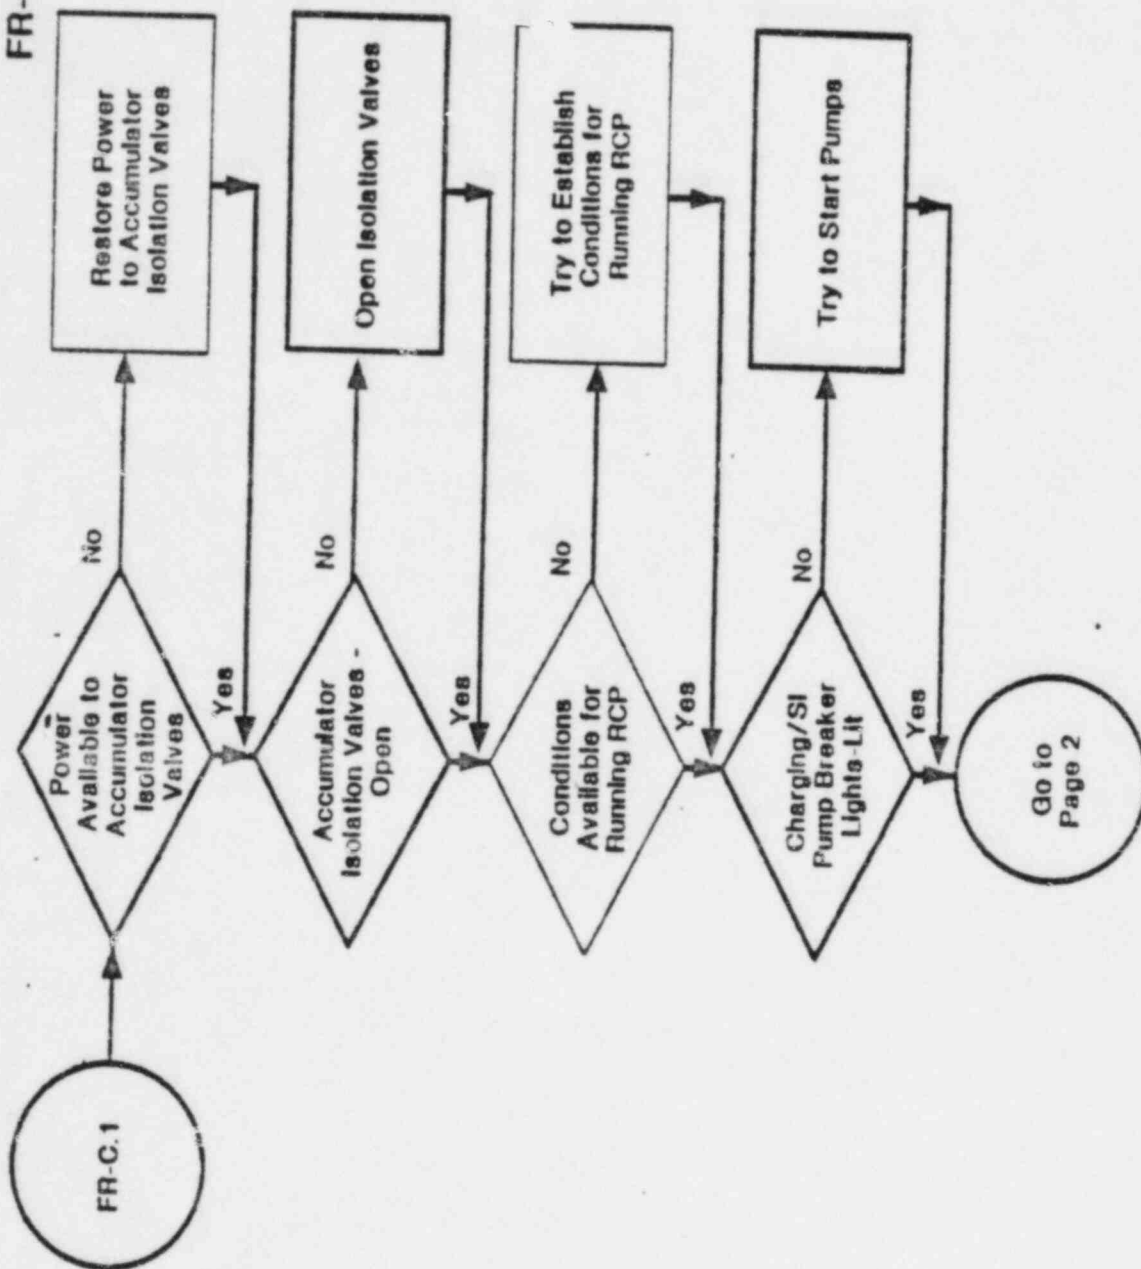 FR-
FR-C.1
Power
Available to
Accumulator
Isolation
Valves
No
Restore Power
to Accumulator
Isolation Valves
Yes
Accumulator
Isolation Valves -
Open
No
Open Isolation Valves
Yes
Conditions
Available for
Running RCP
No
Try to Establish
Conditions for
Running RCP
Yes
Charging/SI
Pump Breaker
Lights-Lit
No
Try to Start Pumps
Yes
Go to
Page 2